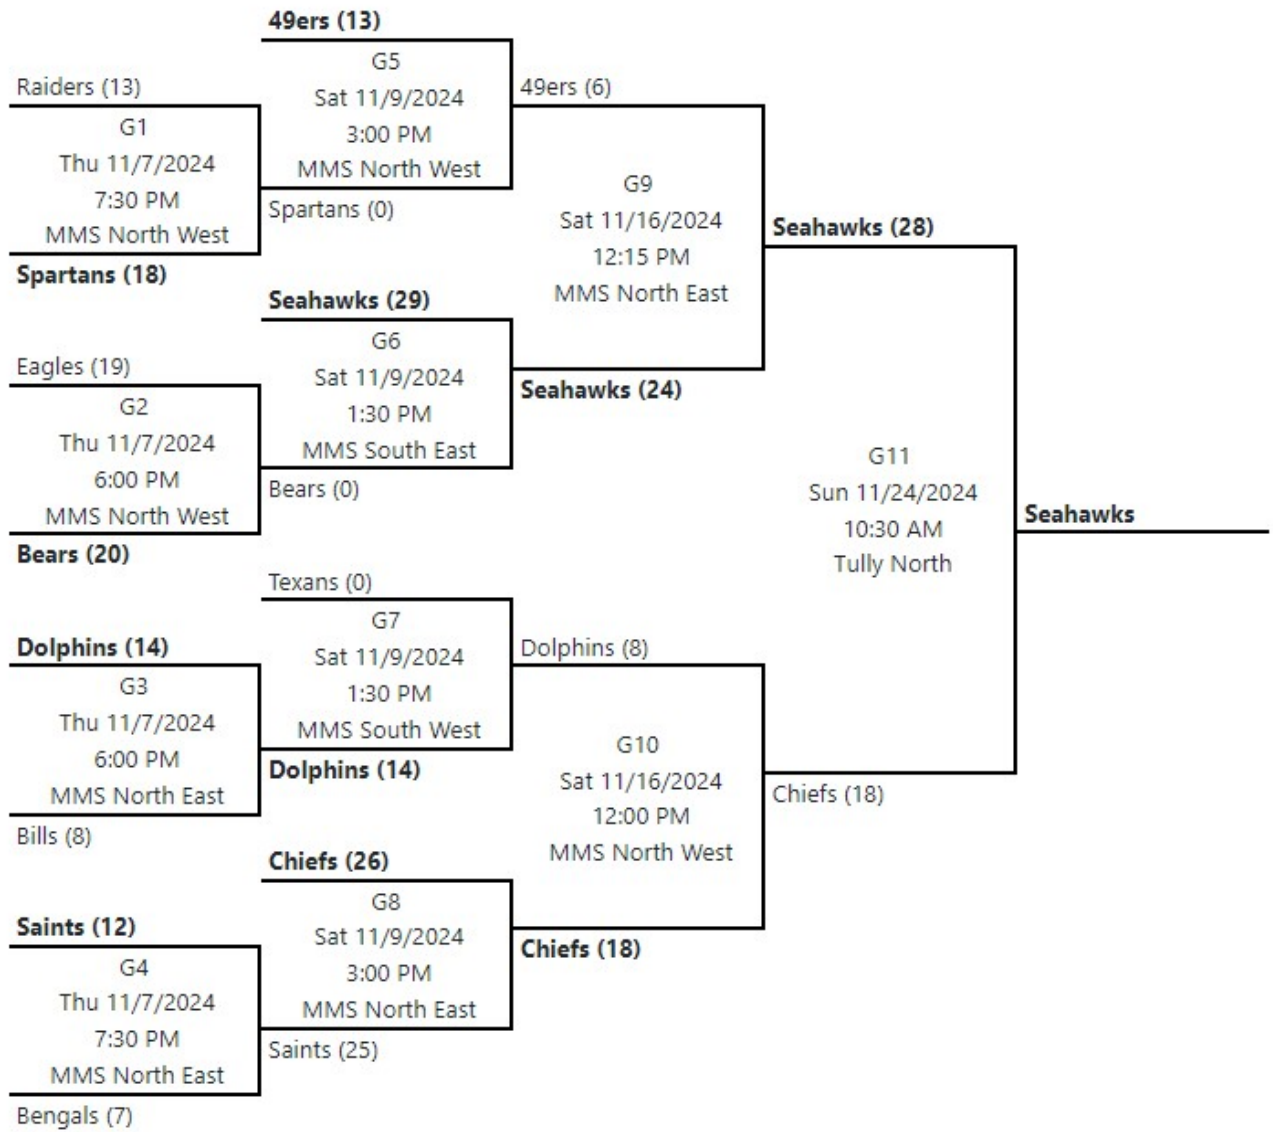 Raiders (13)
G1
Thu 11/7/2024
7:30 PM
MMS North West
Spartans (18)
Eagles (19)
G2
Thu 11/7/2024
6:00 PM
MMS North West
Bears (20)
Dolphins (14)
G3
Thu 11/7/2024
6:00 PM
MMS North East
Bills (8)
Saints (12)
G4
Thu 11/7/2024
7:30 PM
MMS North East
Bengals (7)
49ers (13)
G5
Sat 11/9/2024
3:00 PM
MMS North West
Spartans (0)
Seahawks (29)
G6
Sat 11/9/2024
1:30 PM
MMS South East
Bears (0)
Texans (0)
G7
Sat 11/9/2024
1:30 PM
MMS South West
Dolphins (14)
Chiefs (26)
G8
Sat 11/9/2024
3:00 PM
MMS North East
Saints (25)
49ers (6)
G9
Sat 11/16/2024
12:15 PM
MMS North East
Seahawks (24)
Dolphins (8)
G10
Sat 11/16/2024
12:00 PM
MMS North West
Chiefs (18)
Seahawks (28)
G11
Sun 11/24/2024
10:30 AM
Tully North
Chiefs (18)
Seahawks